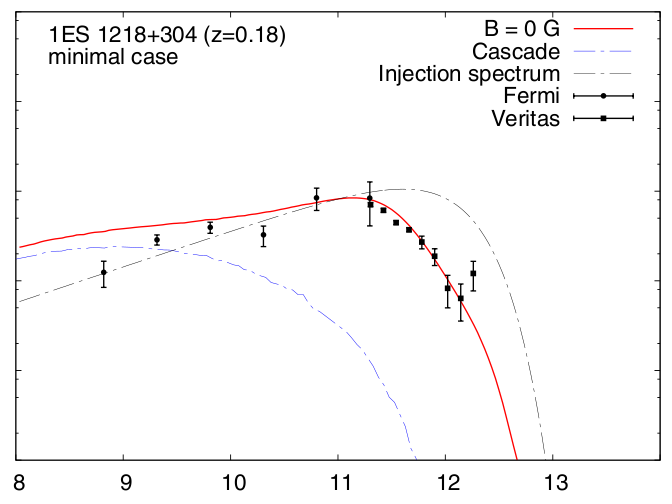 1ES 1218+304 (z=0.18)
minimal case
B = 0 G
Cascade
Injection spectrum
Fermi
Veritas
8 9 10 11 12 13